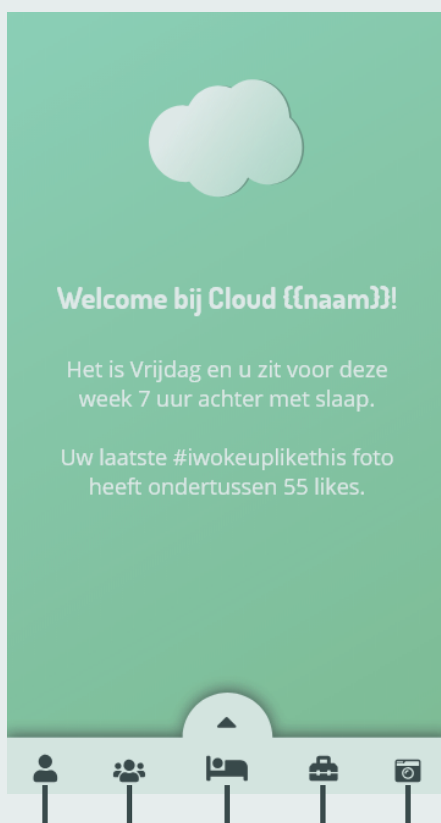 Welcome bij Cloud {{naam}}!
Het is Vrijdag en u zit voor deze
week 7 uur achter met slaap.
Uw laatste #iwokeuplikethis foto
heeft ondertussen 55 likes.